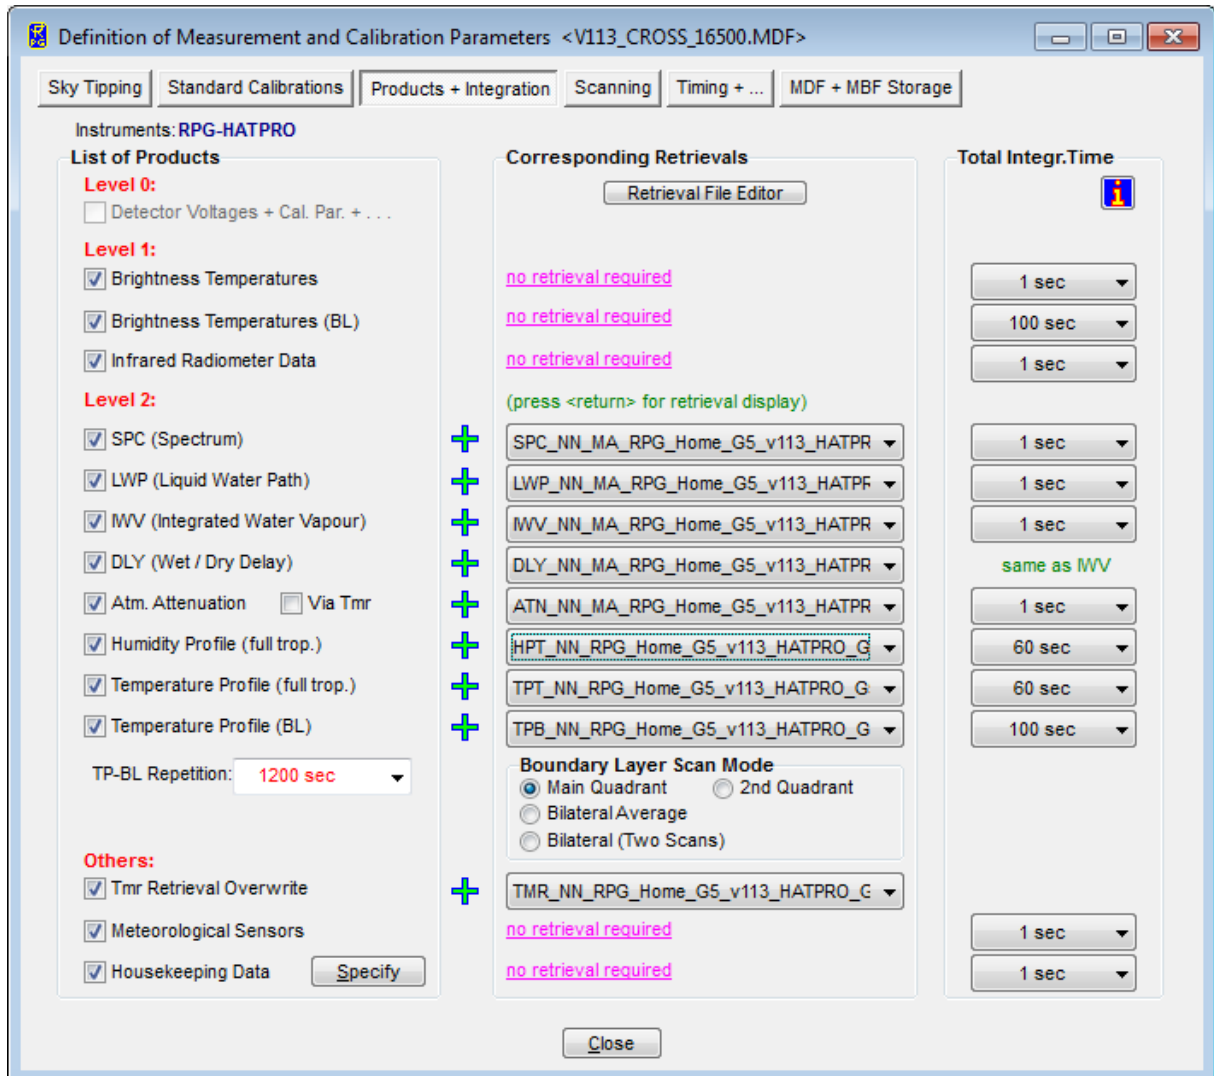 Definition of Measurement and Calibration Parameters <V113_CROSS_16500.MDF>
Sky Tipping Standard Calibrations Products + Integration Scanning Timing + ... MDF + MBF Storage
Instruments: RPG-HATPRO
List of Products Corresponding Retrievals Total Integr.Time
Level 0: Retrieval File Editor i
Detector Voltages + Cal. Par. + . . .
Level 1:
Brightness Temperatures no retrieval required 1 sec
Brightness Temperatures (BL) no retrieval required 100 sec
Infrared Radiometer Data no retrieval required 1 sec
Level 2: (press <return> for retrieval display)
SPC (Spectrum) SPC_NN_MA_RPG_Home_G5_v113_HATPR 1 sec
LWP (Liquid Water Path) LWP_NN_MA_RPG_Home_G5_v113_HATPR 1 sec
IWV (Integrated Water Vapour) IWV_NN_MA_RPG_Home_G5_v113_HATPR 1 sec
DLY (Wet / Dry Delay) DLY_NN_MA_RPG_Home_G5_v113_HATPR same as IWV
Atm. Attenuation Via Tmr ATN_NN_MA_RPG_Home_G5_v113_HATPR 1 sec
Humidity Profile (full trop.) HPT_NN_RPG_Home_G5_v113_HATPRO_G 60 sec
Temperature Profile (full trop.) TPT_NN_RPG_Home_G5_v113_HATPRO_G 60 sec
Temperature Profile (BL) TPB_NN_RPG_Home_G5_v113_HATPRO_G 100 sec
TP-BL Repetition: 1200 sec
Boundary Layer Scan Mode
Main Quadrant 2nd Quadrant
Bilateral Average
Bilateral (Two Scans)
Others:
Tmr Retrieval Overwrite TMR_NN_RPG_Home_G5_v113_HATPRO_G
Meteorological Sensors no retrieval required 1 sec
Housekeeping Data Specify no retrieval required 1 sec
Close